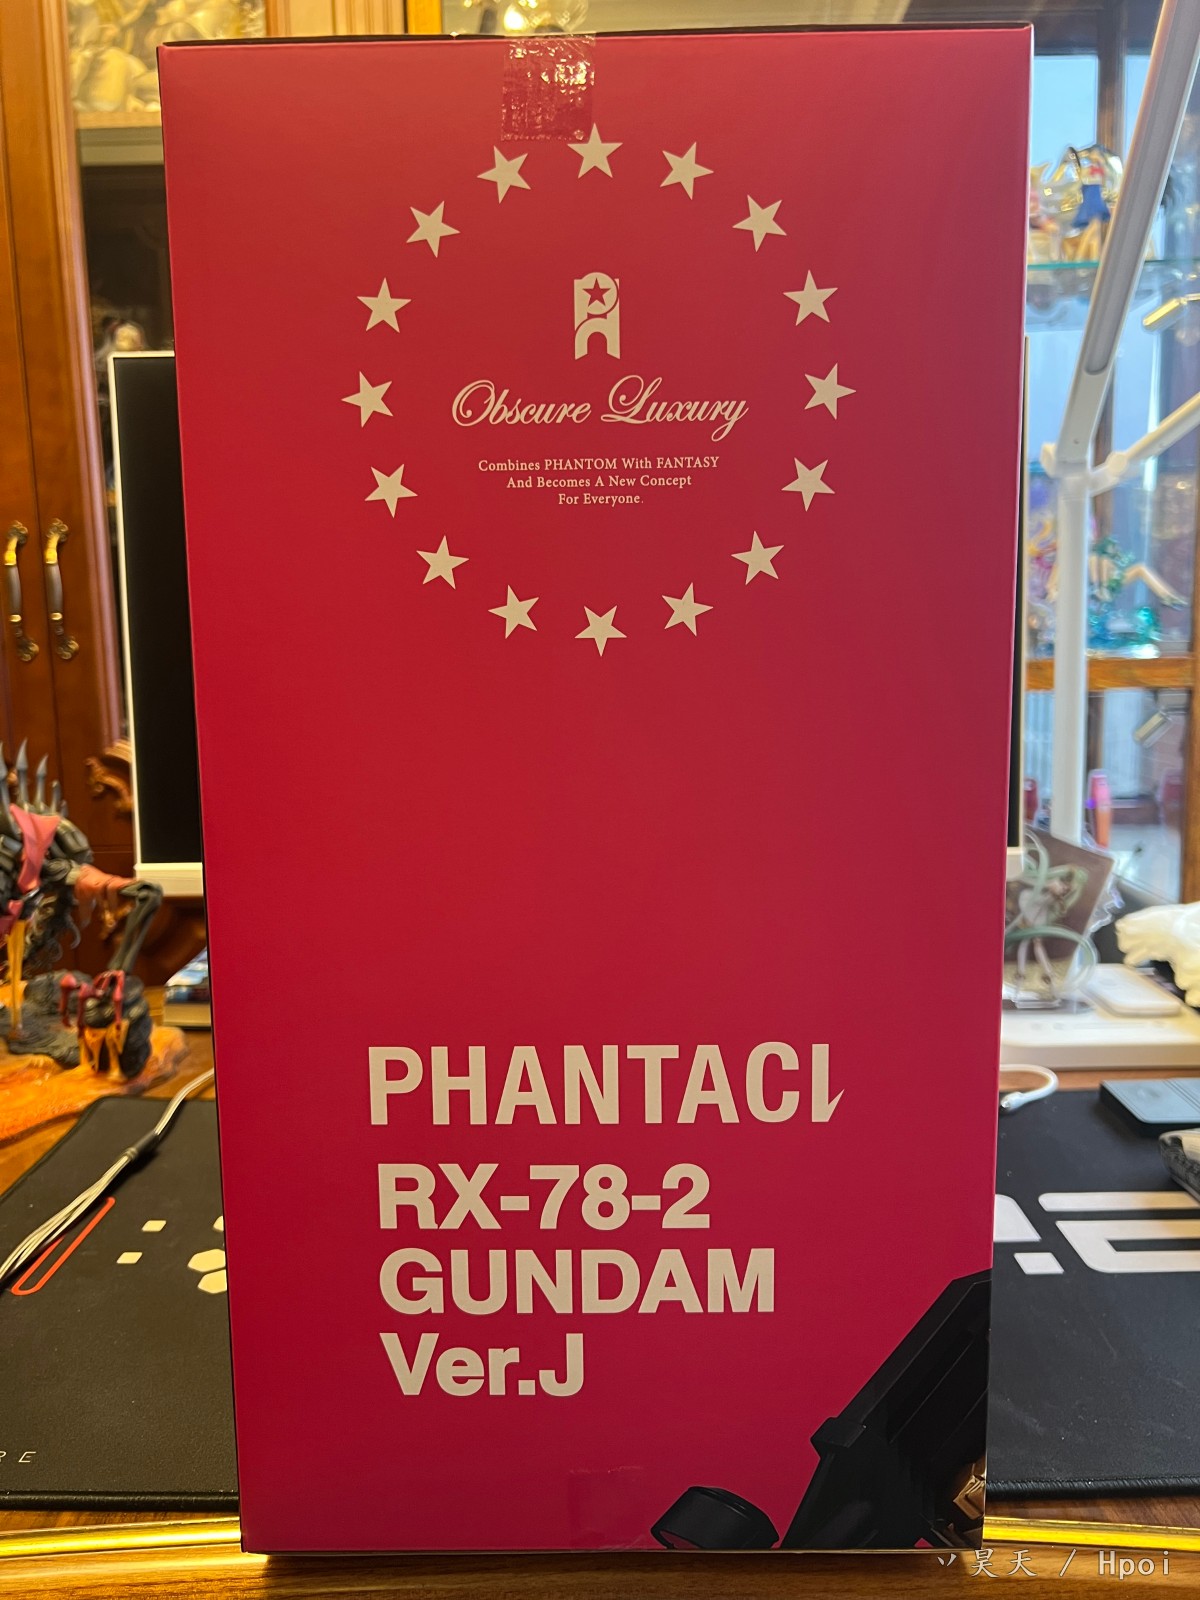 Obscure Luxury
Combines PHANTOM With FANTASY
And Becomes A New Concept
For Everyone.
PHANTACi
RX-78-2
GUNDAM
Ver.J
R E
昊天 / Hpoi